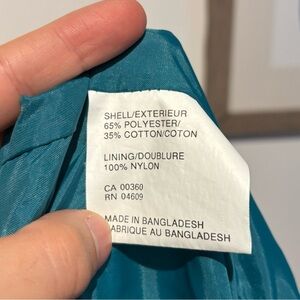 SHELL/EXTERIEUR
65% POLYESTER/
35% COTTON/COTON
LINING/DOUBLURE
100% NYLON
CA 00360
RN 04609
MADE IN BANGLADESH
FABRIQUE AU BANGLADESH